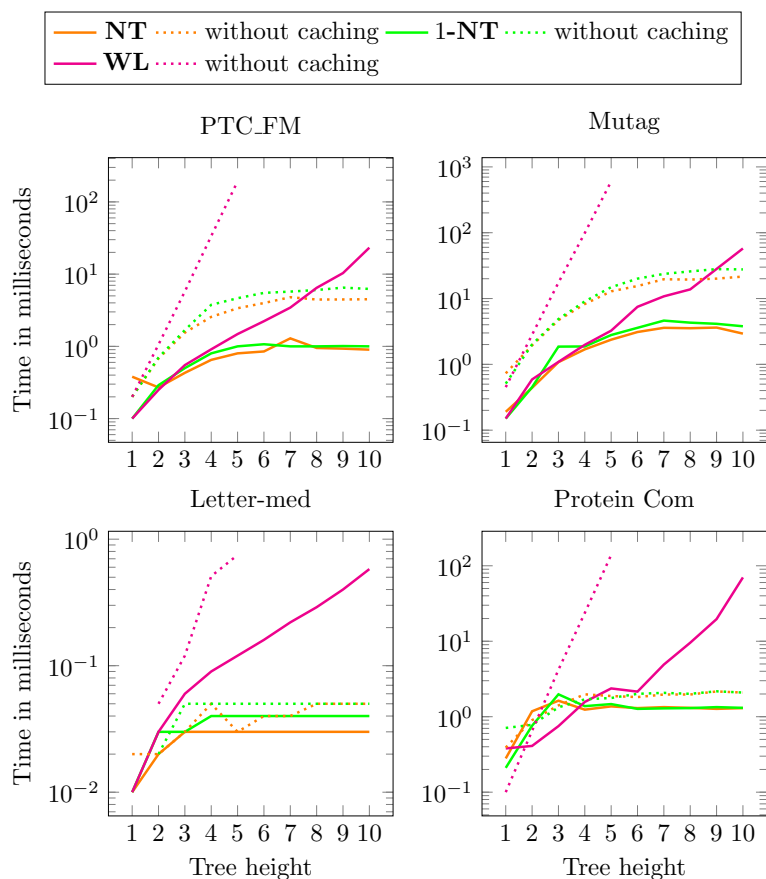 NT without caching 1-NT without caching
WL without caching
PTC_FM
Mutag
Time in milliseconds
10^2
10^1
10^0
10^−1
1 2 3 4 5 6 7 8 9 10
10^3
10^2
10^1
10^0
10^−1
1 2 3 4 5 6 7 8 9 10
Letter-med
Protein Com
Time in milliseconds
10^0
10^−1
10^−2
1 2 3 4 5 6 7 8 9 10
Tree height
10^2
10^1
10^0
10^−1
1 2 3 4 5 6 7 8 9 10
Tree height